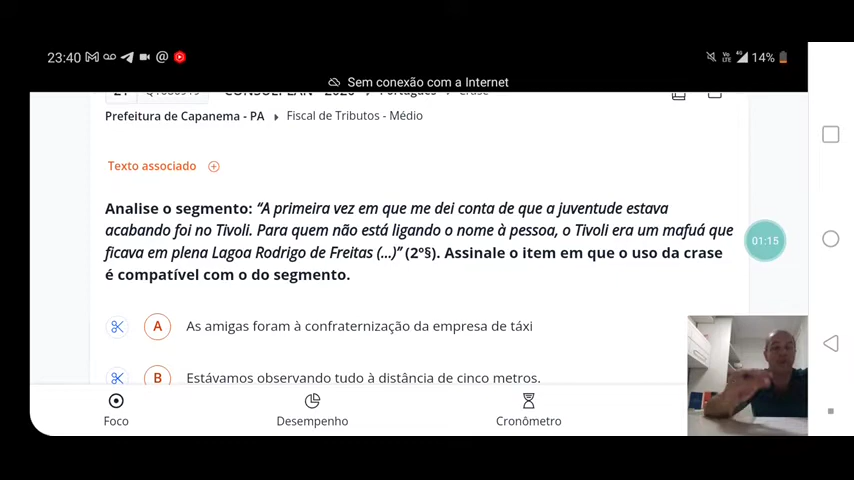 23:40 14%
Sem conexão com a Internet
Prefeitura de Capanema - PA Fiscal de Tributos - Médio
Texto associado
Analise o segmento: “A primeira vez em que me dei conta de que a juventude estava
acabando foi no Tivoli. Para quem não está ligando o nome à pessoa, o Tivoli era um mafuá que
ficava em plena Lagoa Rodrigo de Freitas (...)” (2º§). Assinale o item em que o uso da crase
é compatível com o do segmento.
01:15
A As amigas foram à confraternização da empresa de táxi
B Estávamos observando tudo à distância de cinco metros.
Foco Desempenho Cronômetro